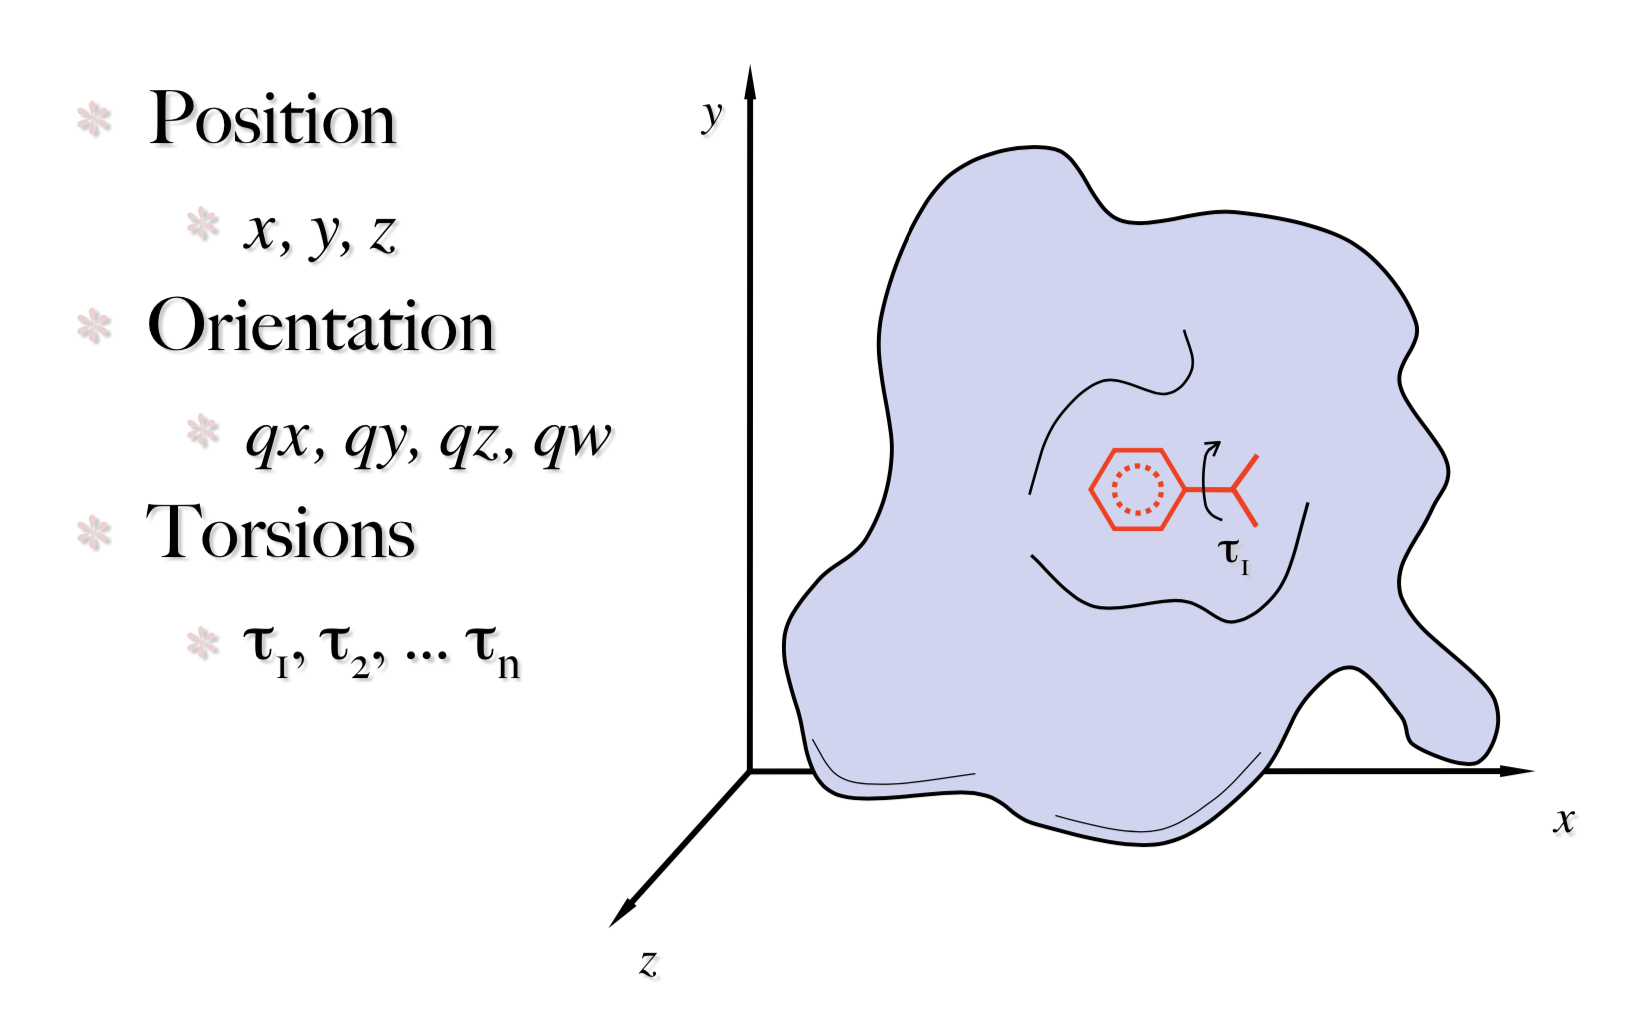 Position
x, y, z
Orientation
qx, qy, qz, qw
Torsions
τ₁, τ₂, ... τₙ
y
τ₁
x
z